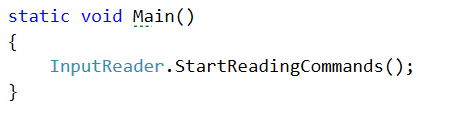 static void Main()
{
    InputReader.StartReadingCommands();
}